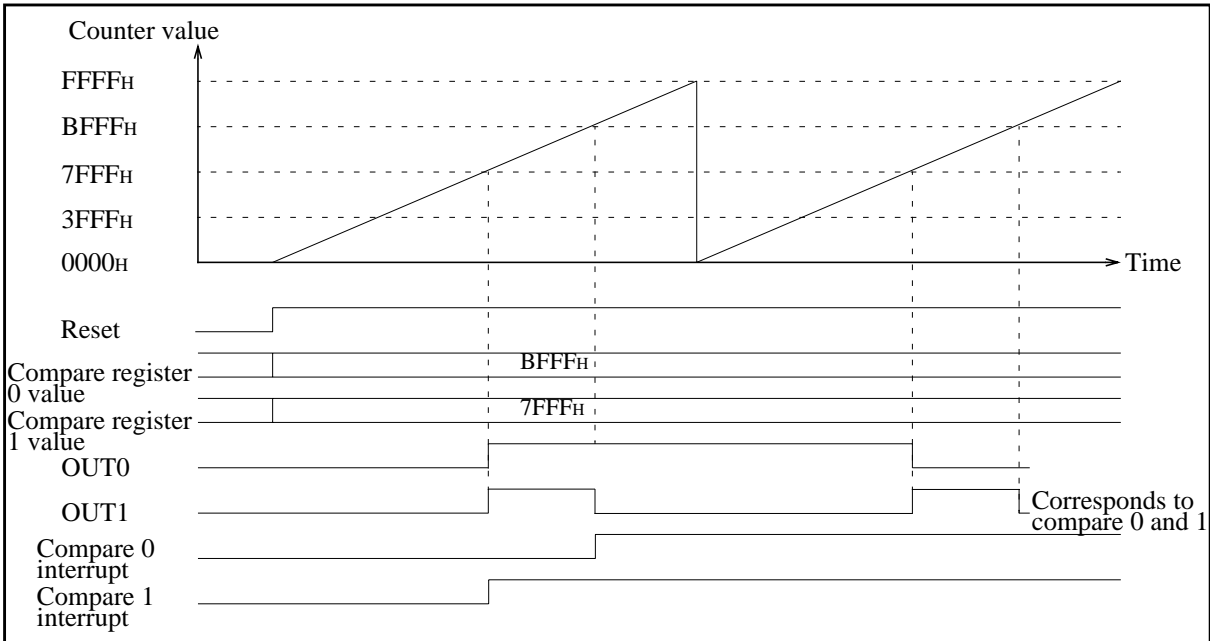 Counter value
FFFFH
BFFFH
7FFFH
3FFFH
0000H
Time
Reset
BFFFH
Compare register
0 value
7FFFH
Compare register
1 value
OUT0
OUT1
Corresponds to
compare 0 and 1
Compare 0
interrupt
Compare 1
interrupt